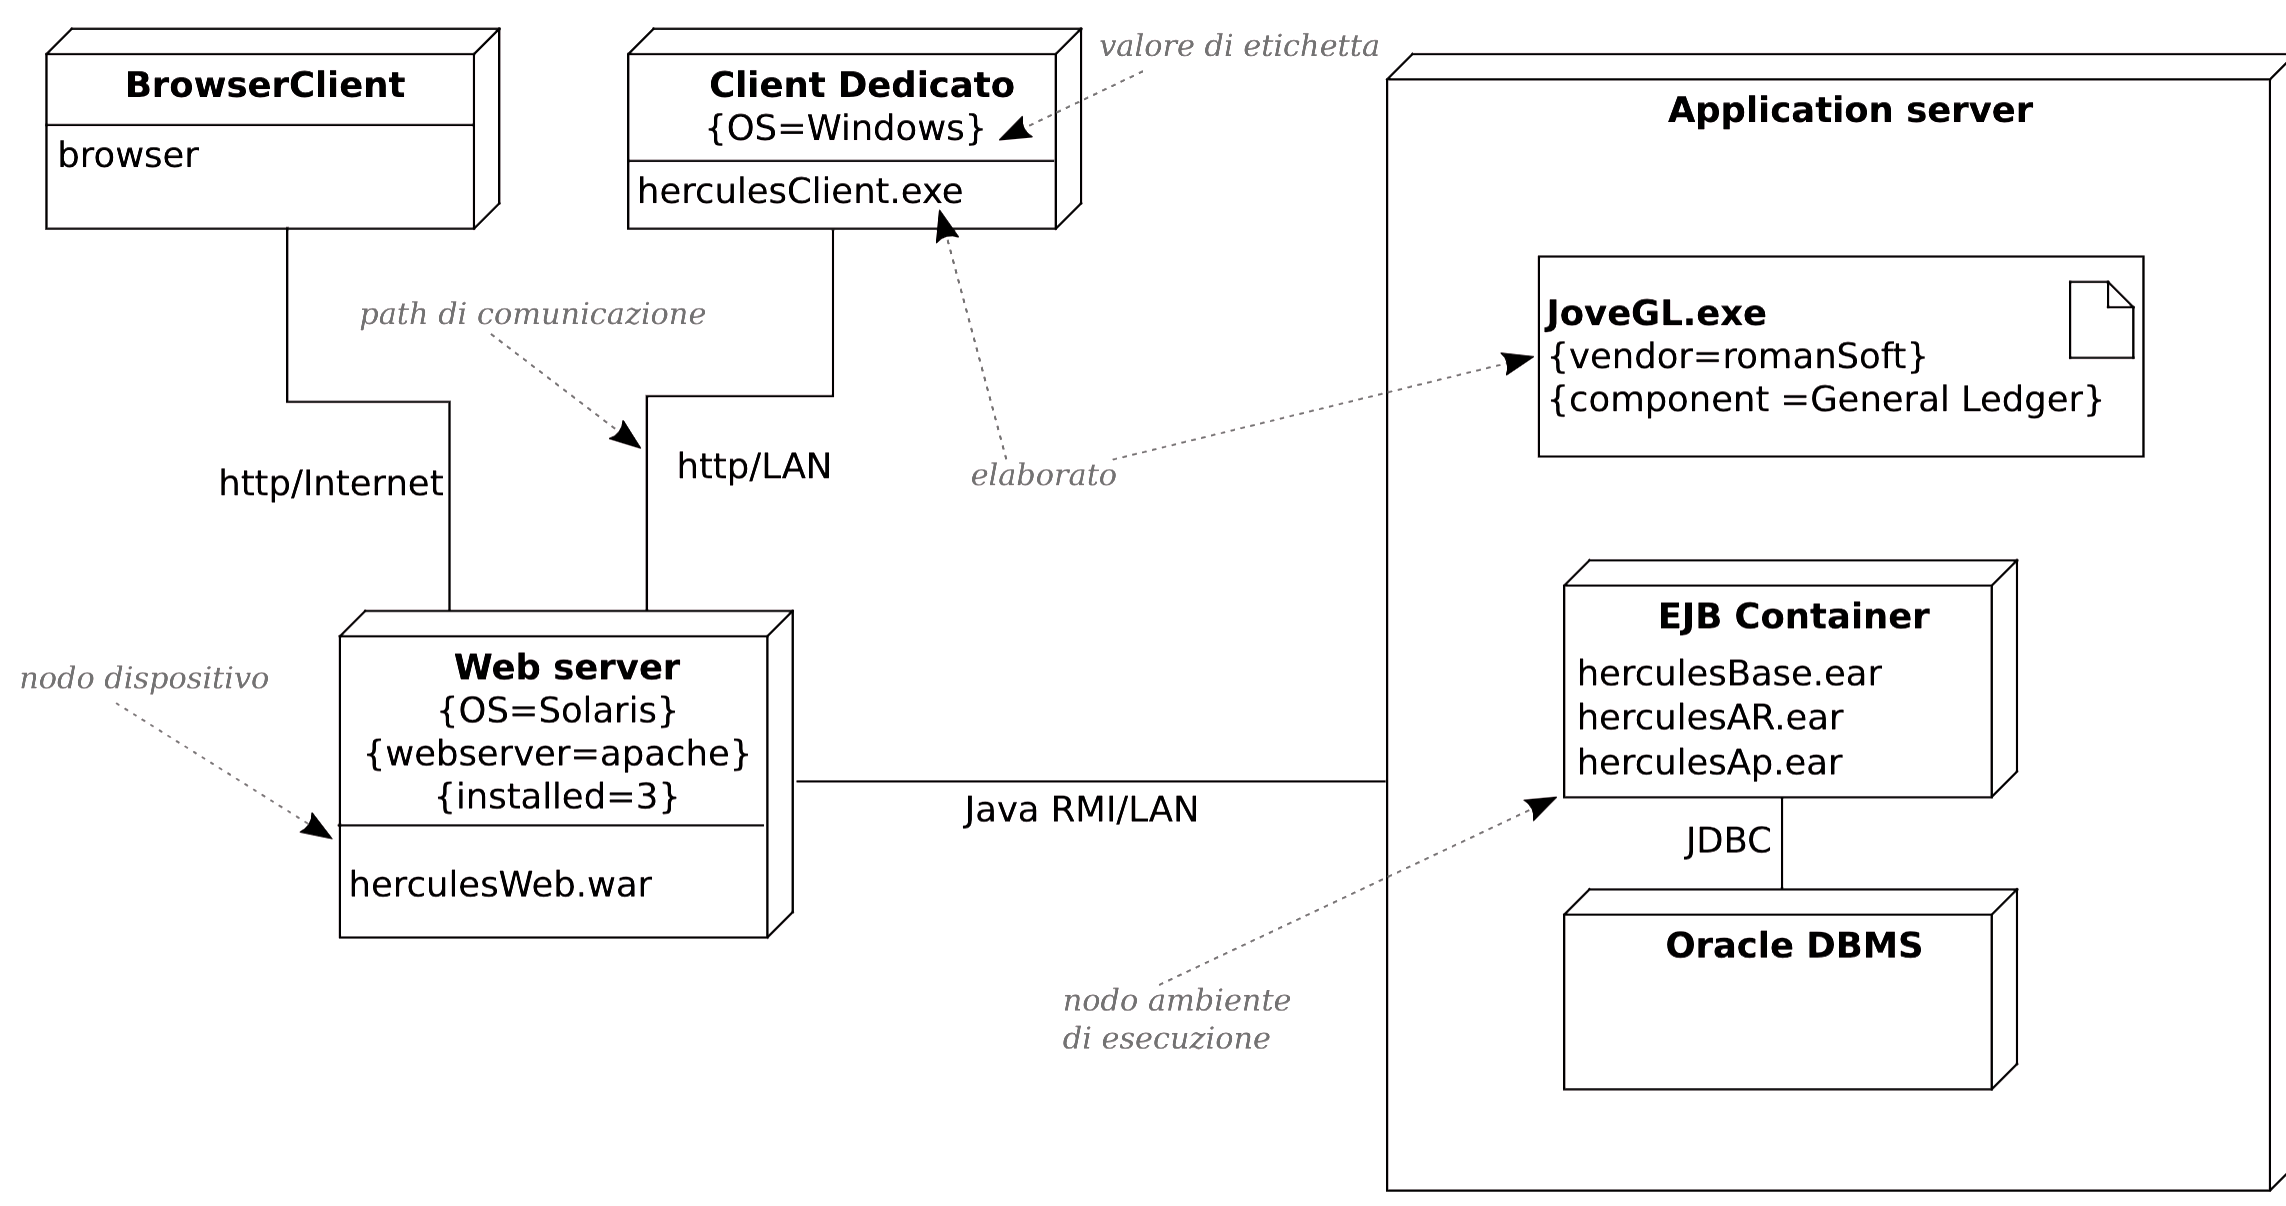 BrowserClient
browser
Client Dedicato
{OS=Windows}
herculesClient.exe
valore di etichetta
Application server
JoveGL.exe
{vendor=romanSoft}
{component =General Ledger}
path di comunicazione
http/Internet
http/LAN
elaborato
nodo dispositivo
Web server
{OS=Solaris}
{webserver=apache}
{installed=3}
herculesWeb.war
Java RMI/LAN
EJB Container
herculesBase.ear
herculesAR.ear
herculesAp.ear
JDBC
Oracle DBMS
nodo ambiente
di esecuzione